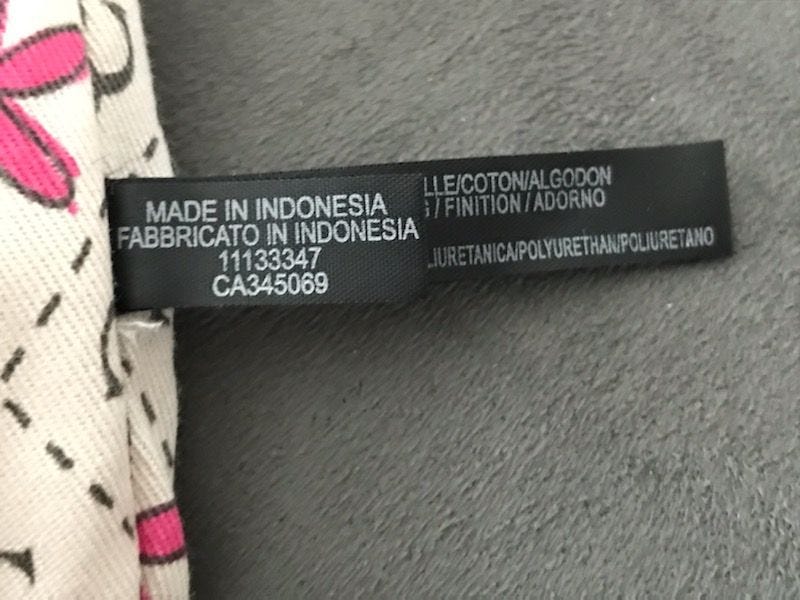 MADE IN INDONESIA
FABBRICATO IN INDONESIA
11133347
CA345069
LLE/COTON/ALGODON
/ FINITION / ADORNO
LIURETANICA/POLYURETHAN/POLIURETANO